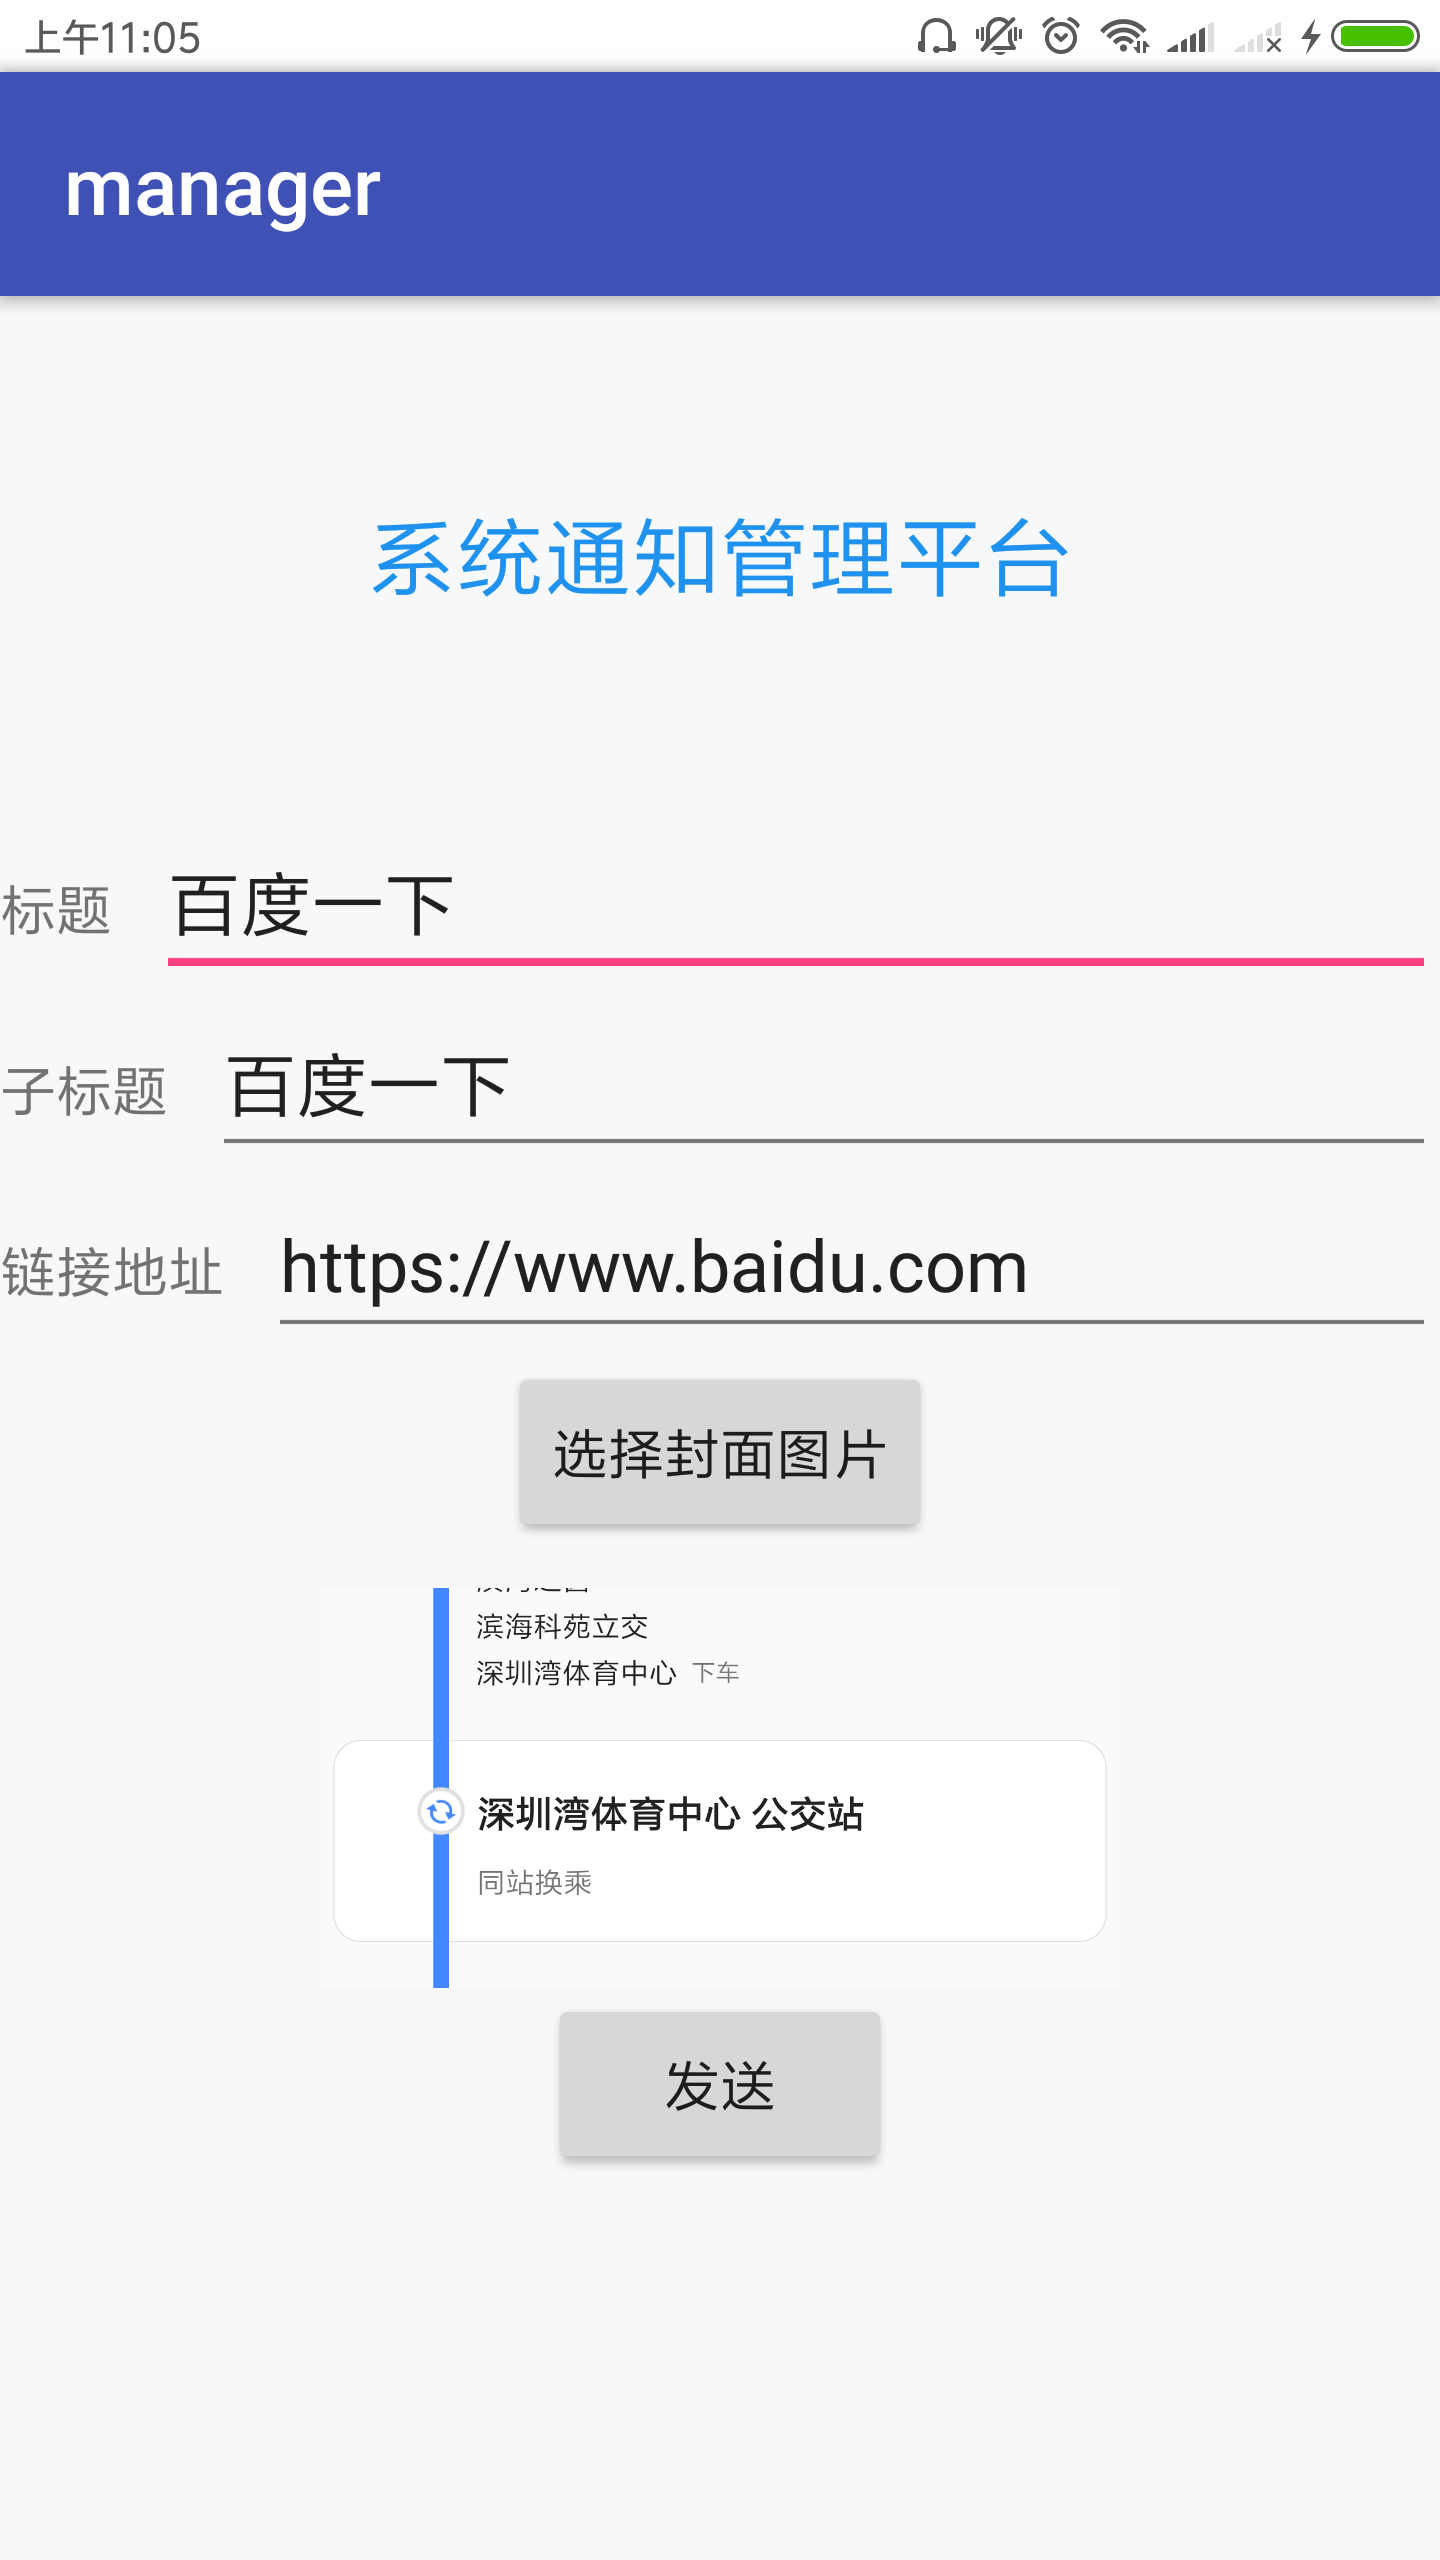 上午11:05
manager
系统通知管理平台
标题 百度一下
子标题 百度一下
链接地址 https://www.baidu.com
选择封面图片
滨海科苑立交
深圳湾体育中心 下车
深圳湾体育中心 公交站
同站换乘
发送